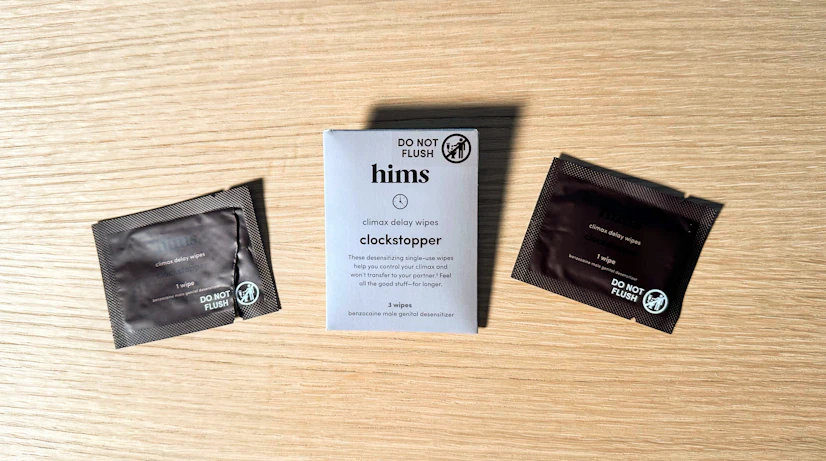 DO NOT
FLUSH
hims
climax delay wipes
clockstopper
These desensitizing single-use wipes
help you control your climax and
won't transfer to your partner.† Feel
all the good stuff—for longer.
3 wipes
benzocaine male genital desensitizer
climax delay wipes
1 wipe
benzocaine male genital desensitizer
DO NOT
FLUSH
hims
climax delay wipes
1 wipe
benzocaine male genital desensitizer
DO NOT
FLUSH